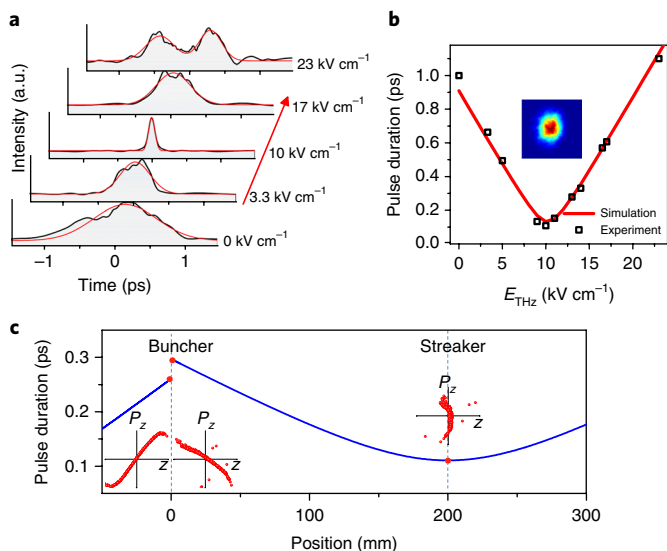 a
Intensity (a.u.)
23 kV cm⁻¹
17 kV cm⁻¹
10 kV cm⁻¹
3.3 kV cm⁻¹
0 kV cm⁻¹
−1 0 1
Time (ps)
b
Pulse duration (ps)
1.0
0.8
0.6
0.4
0.2
0.0
Simulation
Experiment
0 5 10 15 20
E_THz (kV cm⁻¹)
c
Pulse duration (ps)
Buncher Streaker
0.3
0.2
0.1
P_z P_z P_z
z z z
0 100 200 300
Position (mm)